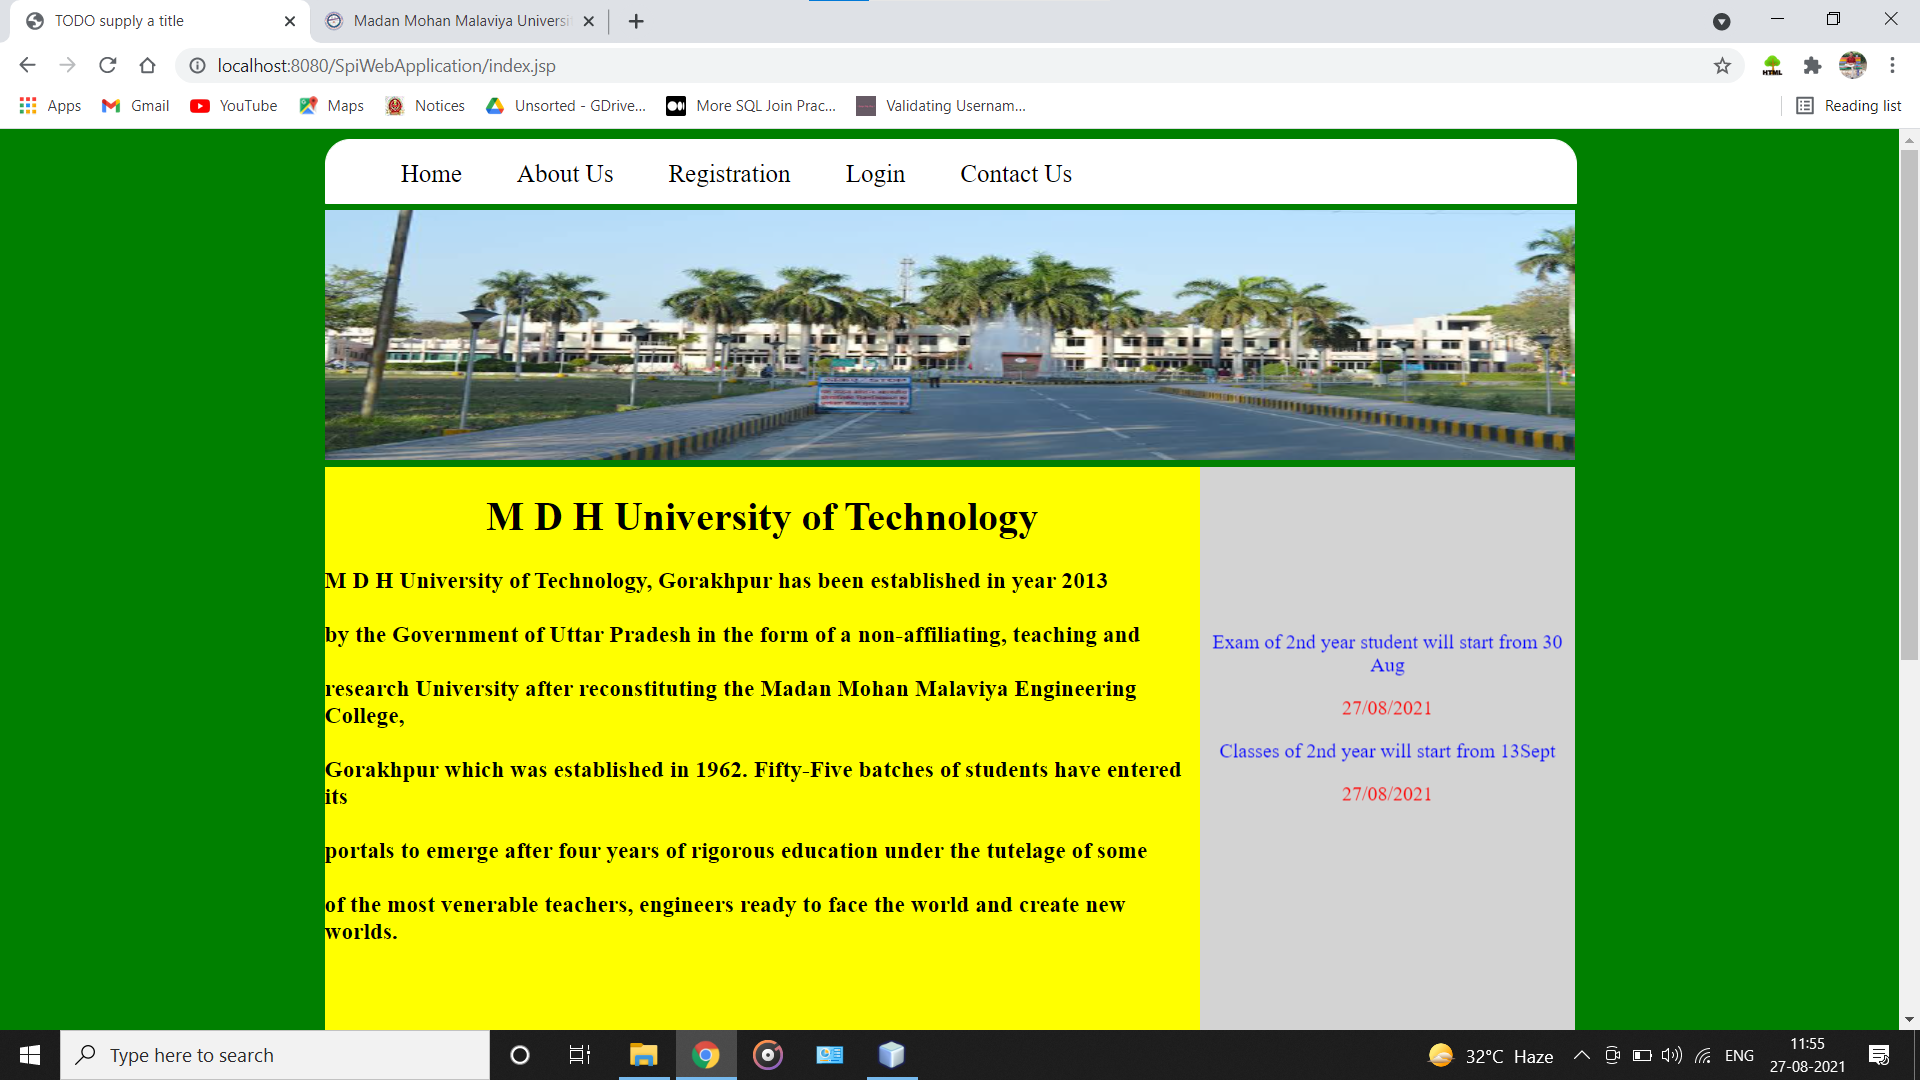 TODO supply a title
Madan Mohan Malaviya Universi
localhost:8080/SpiWebApplication/index.jsp
HTML
Apps
Gmail
YouTube
Maps
Notices
Unsorted - GDrive...
More SQL Join Prac...
Validating Usernam...
Reading list
Home
About Us
Registration
Login
Contact Us
STOP
M D H University of Technology
M D H University of Technology, Gorakhpur has been established in year 2013
by the Government of Uttar Pradesh in the form of a non-affiliating, teaching and
research University after reconstituting the Madan Mohan Malaviya Engineering
College,
Gorakhpur which was established in 1962. Fifty-Five batches of students have entered
its
portals to emerge after four years of rigorous education under the tutelage of some
of the most venerable teachers, engineers ready to face the world and create new
worlds.
Exam of 2nd year student will start from 30
Aug
27/08/2021
Classes of 2nd year will start from 13Sept
27/08/2021
Type here to search
32°C Haze
ENG
11:55
27-08-2021